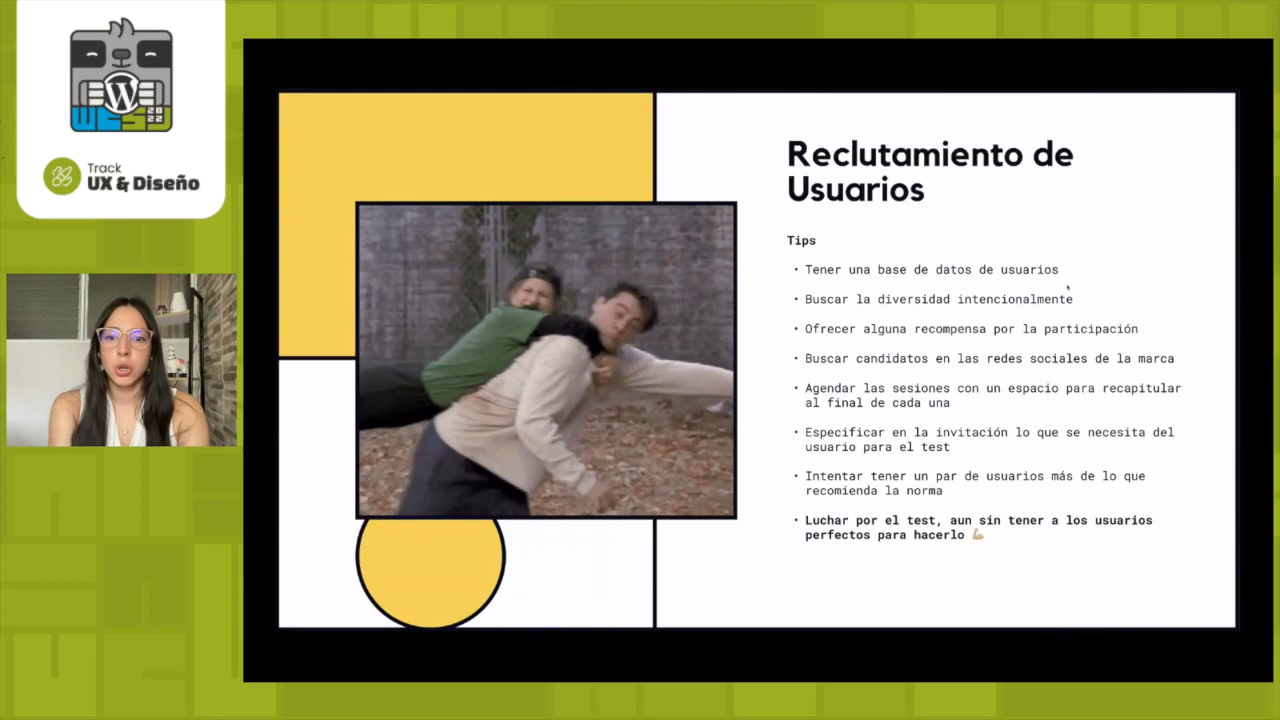 W
WCSJ
2022
Track
UX & Diseño
Reclutamiento de
Usuarios
Tips
• Tener una base de datos de usuarios
• Buscar la diversidad intencionalmente
• Ofrecer alguna recompensa por la participación
• Buscar candidatos en las redes sociales de la marca
• Agendar las sesiones con un espacio para recapitular
al final de cada una
• Especificar en la invitación lo que se necesita del
usuario para el test
• Intentar tener un par de usuarios más de lo que
recomienda la norma
• Luchar por el test, aun sin tener a los usuarios
perfectos para hacerlo 💪🏼